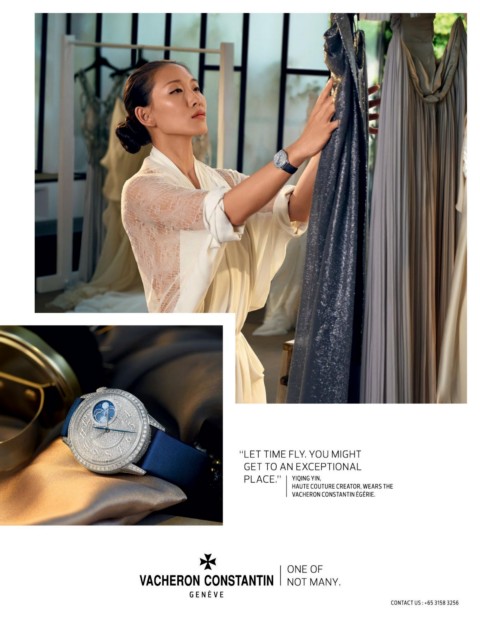 “LET TIME FLY. YOU MIGHT
GET TO AN EXCEPTIONAL
PLACE.”
YIQING YIN,
HAUTE COUTURE CREATOR, WEARS THE
VACHERON CONSTANTIN ÉGÉRIE.
VACHERON CONSTANTIN
GENÈVE
ONE OF
NOT MANY.
CONTACT US : +65 3158 3256